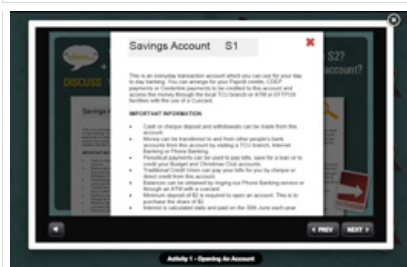 Savings Account S1
S2?
account?
DISCUSS
This is an everyday transaction account which you can use for your day
to day banking. You can arrange for your Payroll credits, CDEP
payments or Centrelink payments to be credited to this account and
access this money through the local TCU branch or ATM or EFTPOS
facilities with the use of a Cuecard.
IMPORTANT INFORMATION
Cash or cheque deposit and withdrawals can be made from this
account.
Money can be transferred to and from other people's bank
accounts from this account by visiting a TCU branch, Internet
Banking or Phone Banking.
Periodical payments can be used to pay bills, save for a loan or to
credit your Budget and Christmas Club accounts.
Traditional Credit Union can pay your bills for you by cheque or
direct credit from this account.
Balances can be obtained by ringing our Phone Banking service or
through an ATM with a cuecard.
Minimum deposit of $2 is required to open an account. This is to
purchase the share of $2.
Interest is calculated daily and paid on the 30th June each year.
PREV
NEXT
Activity 1 - Opening An Account